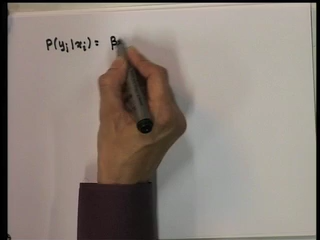 P(y_i|x_i) = β